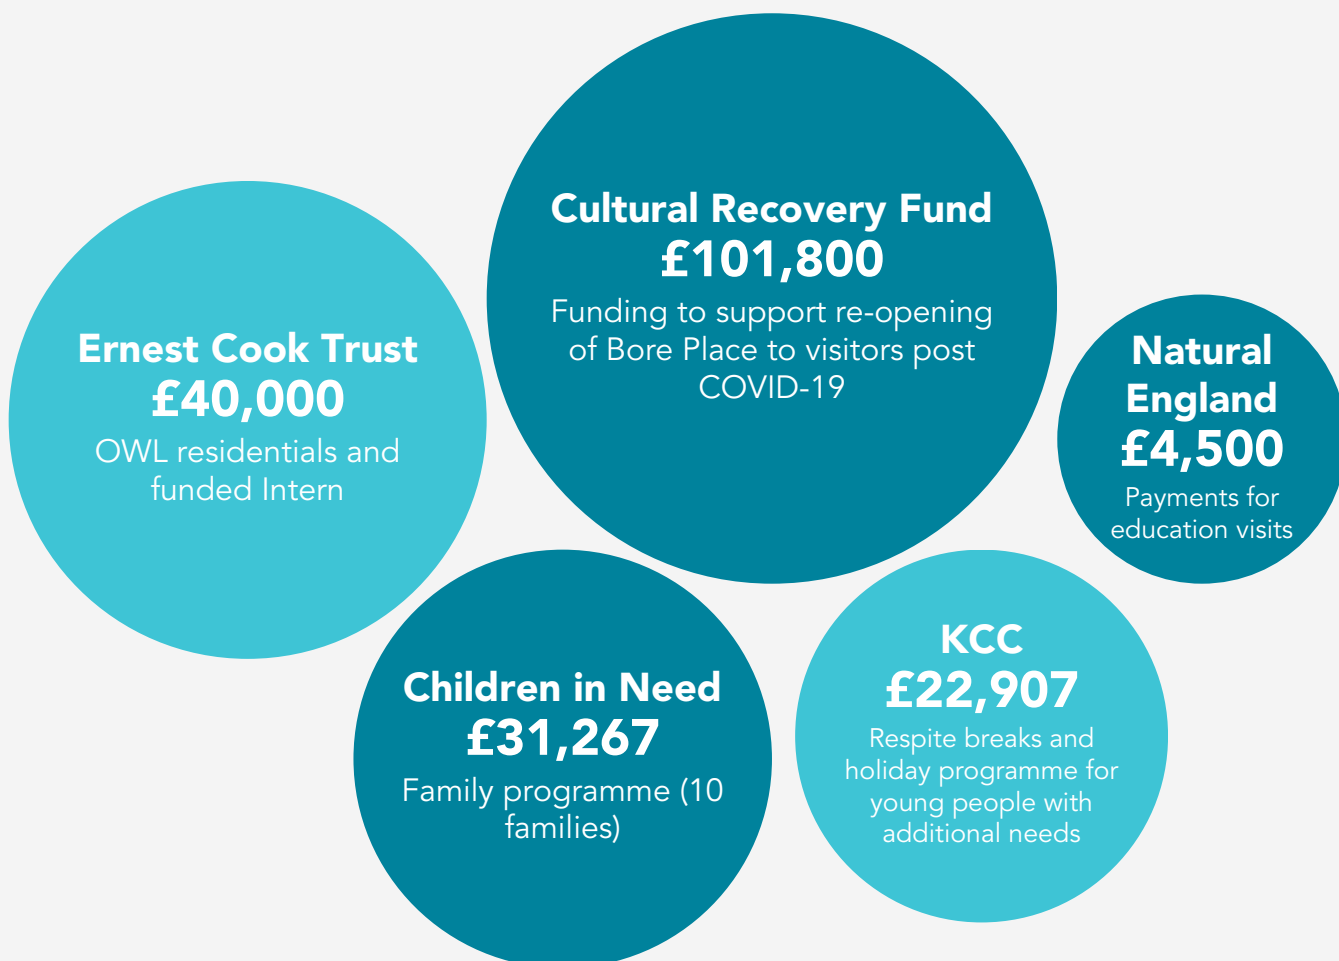 Cultural Recovery Fund
£101,800
Funding to support re-opening
of Bore Place to visitors post
COVID-19
Ernest Cook Trust
£40,000
OWL residentials and
funded Intern
Natural
England
£4,500
Payments for
education visits
Children in Need
£31,267
Family programme (10
families)
KCC
£22,907
Respite breaks and
holiday programme for
young people with
additional needs